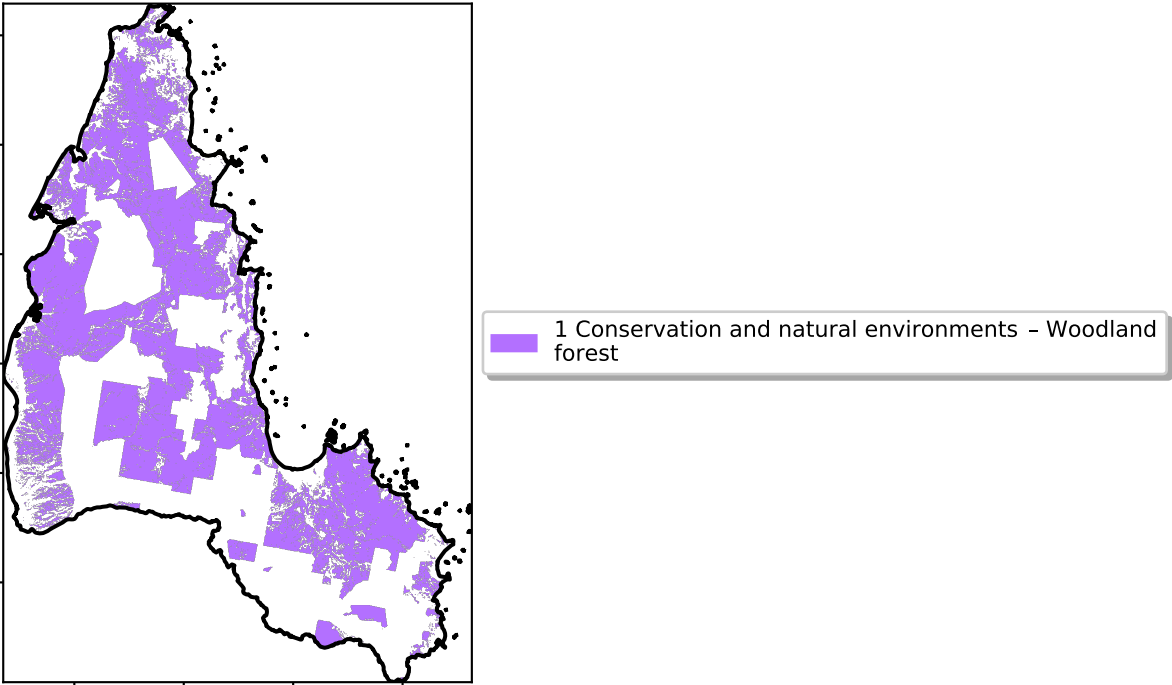 1 Conservation and natural environments – Woodland
forest